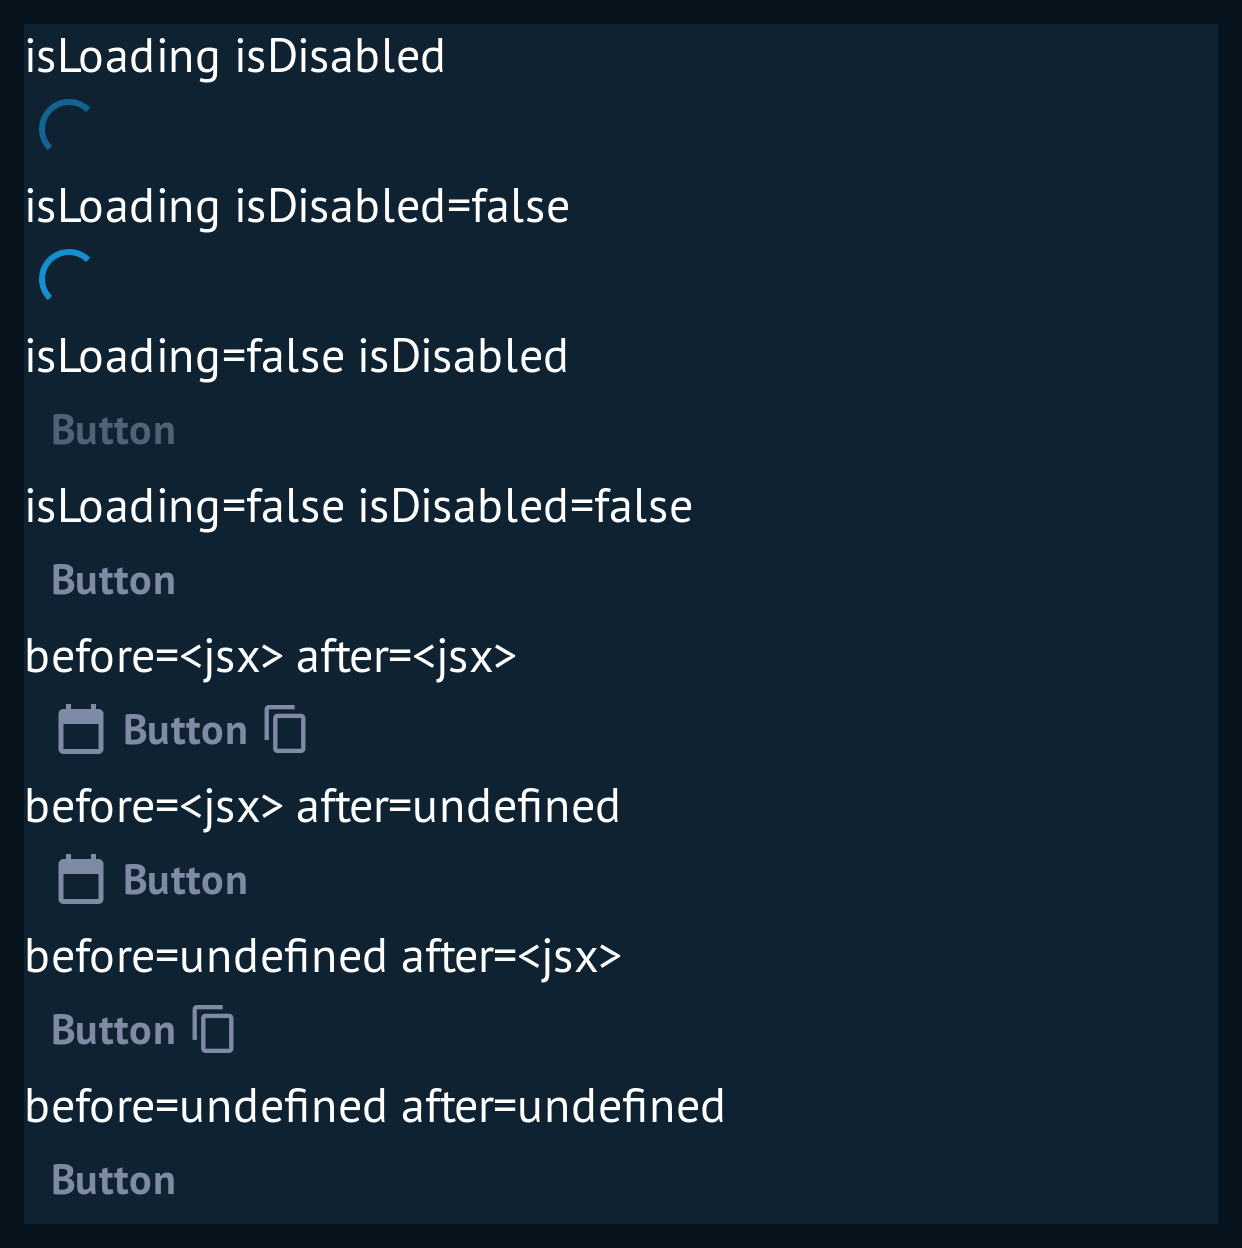 isLoading isDisabled
isLoading isDisabled=false
isLoading=false isDisabled
Button
isLoading=false isDisabled=false
Button
before=<jsx> after=<jsx>
Button
before=<jsx> after=undefined
Button
before=undefined after=<jsx>
Button
before=undefined after=undefined
Button